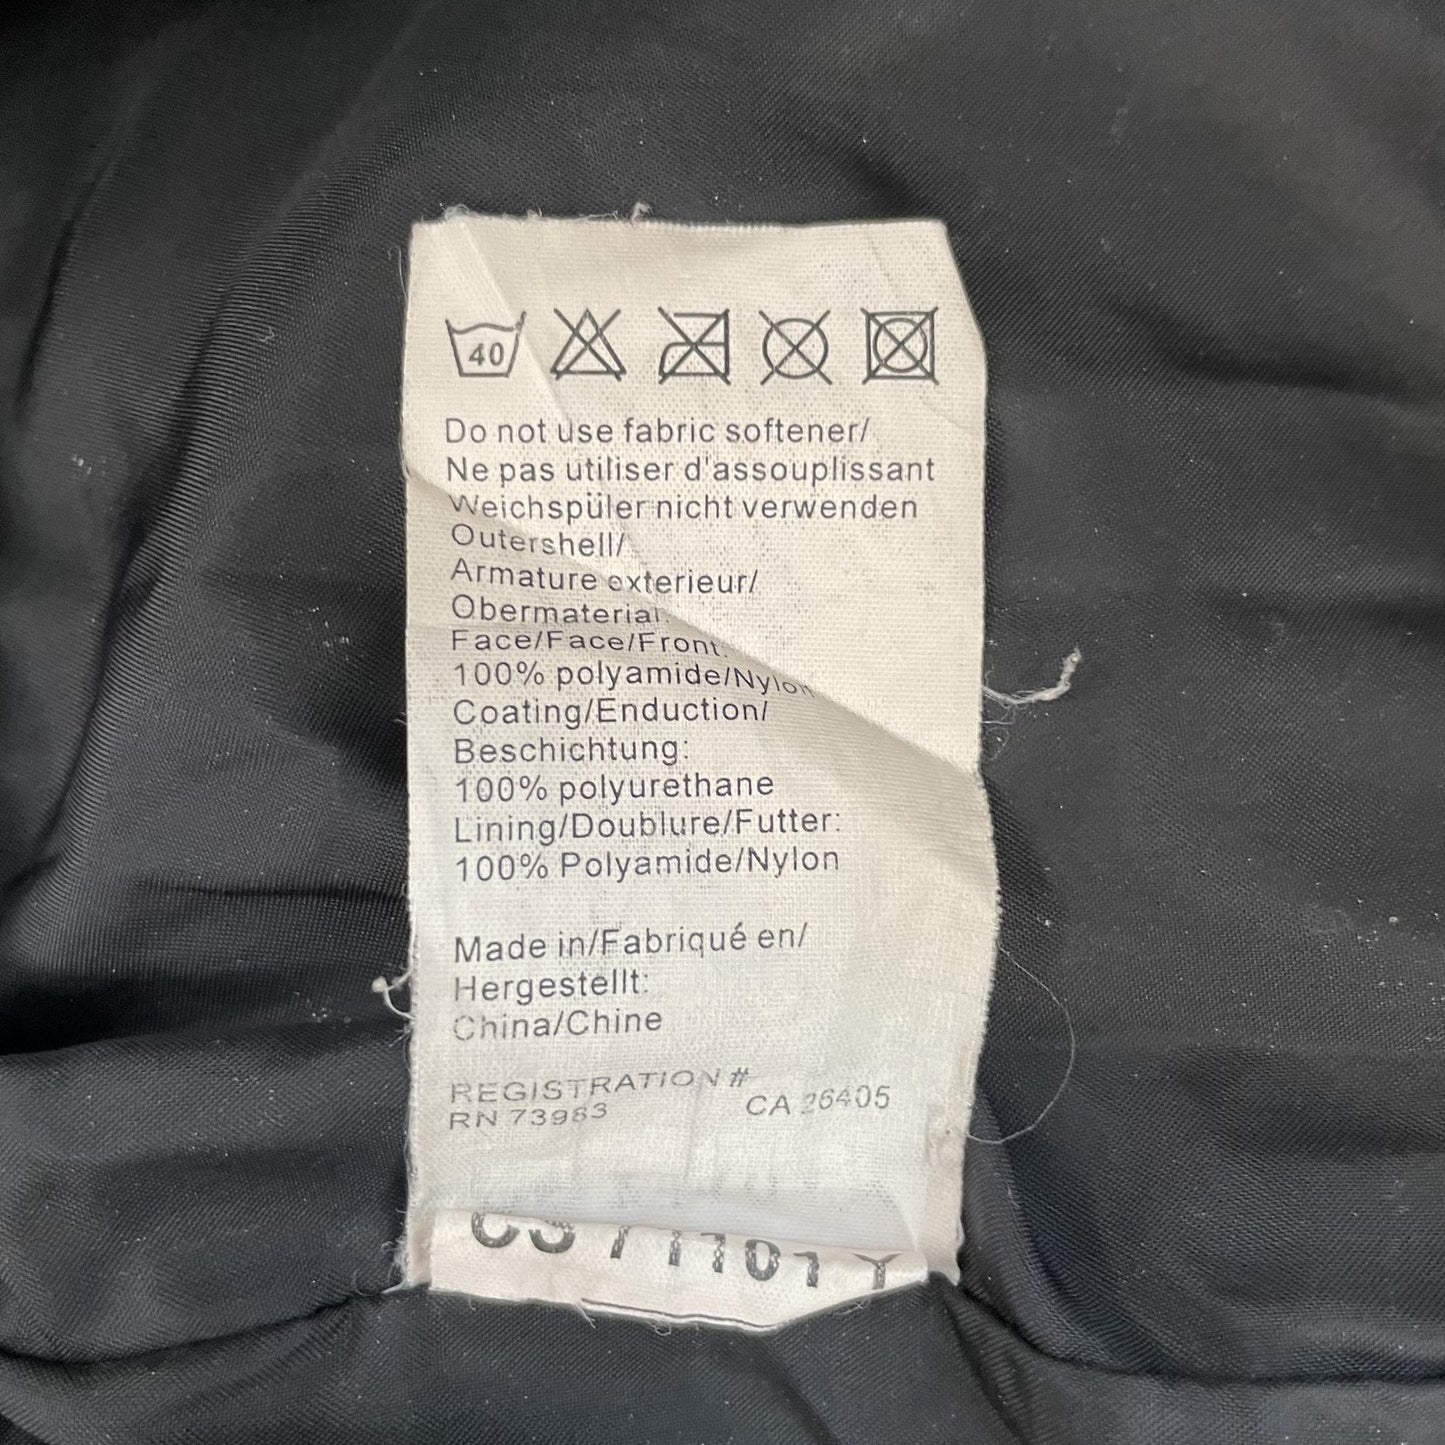 40
Do not use fabric softener/
Ne pas utiliser d'assouplissant
Weichspüler nicht verwenden
Outershell/
Armature exterieur/
Obermaterial:
Face/Face/Front:
100% polyamide/Nylon
Coating/Enduction/
Beschichtung:
100% polyurethane
Lining/Doublure/Futter:
100% Polyamide/Nylon
Made in/Fabriqué en/
Hergestellt:
China/Chine
REGISTRATION #
RN 73983 CA 26405